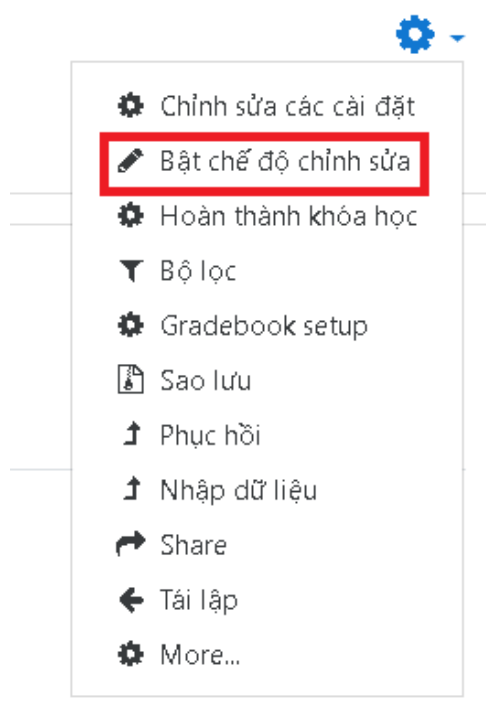 Chỉnh sửa các cài đặt
Bật chế độ chỉnh sửa
Hoàn thành khóa học
Bộ lọc
Gradebook setup
Sao lưu
Phục hồi
Nhập dữ liệu
Share
Tái lập
More...